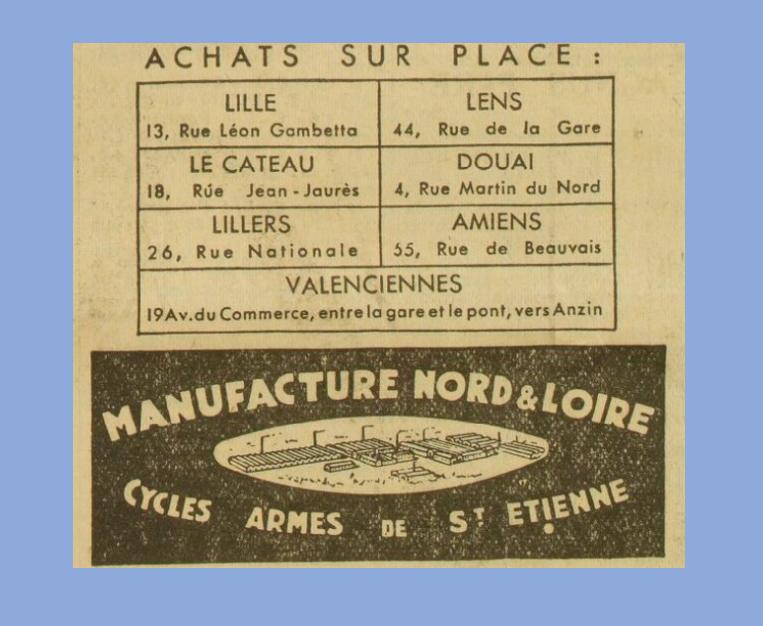 ACHATS SUR PLACE :
LILLE
13, Rue Léon Gambetta
LENS
44, Rue de la Gare
LE CATEAU
18, Rúe Jean-Jaurès
DOUAI
4, Rue Martin du Nord
LILLERS
26, Rue Nationale
AMIENS
55, Rue de Beauvais
VALENCIENNES
19 Av. du Commerce, entre la gare et le pont, vers Anzin
MANUFACTURE NORD & LOIRE
CYCLES ARMES DE ST ETIENNE